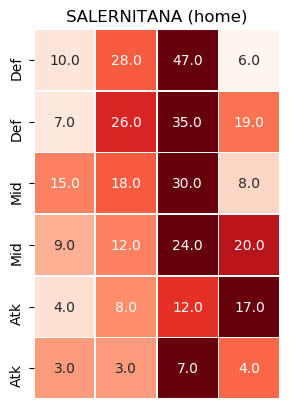 SALERNITANA (home)
Def 10.0 28.0 47.0 6.0
Def 7.0 26.0 35.0 19.0
Mid 15.0 18.0 30.0 8.0
Mid 9.0 12.0 24.0 20.0
Atk 4.0 8.0 12.0 17.0
Atk 3.0 3.0 7.0 4.0